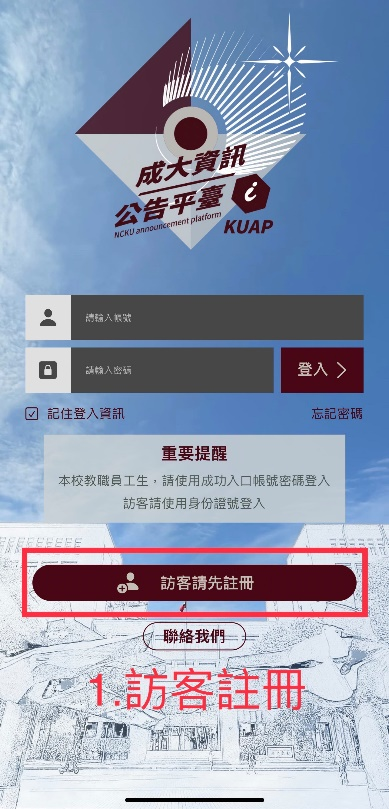 成大資訊
公告平臺
NCKU announcement platform
KUAP
請輸入帳號
請輸入密碼
登入
記住登入資訊
忘記密碼
重要提醒
本校教職員工生，請使用成功入口帳號密碼登入
訪客請使用身份證號登入
訪客請先註冊
聯絡我們
1.訪客註冊